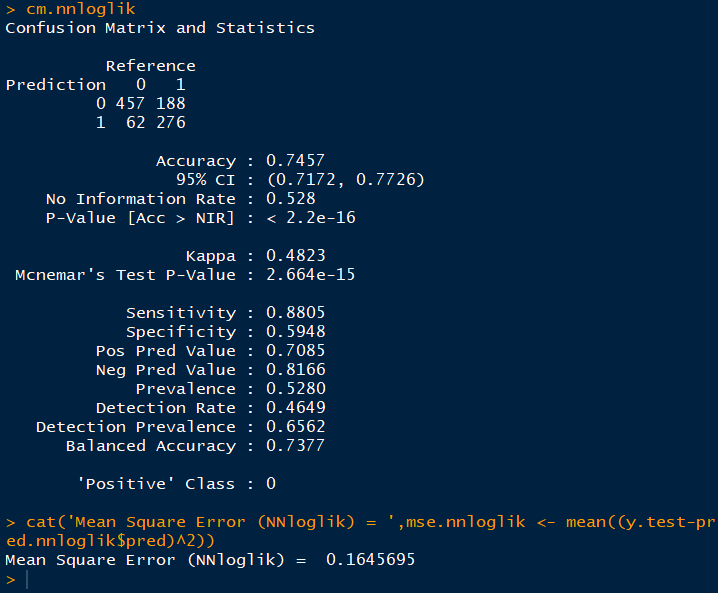 > cm.nnloglik
Confusion Matrix and Statistics
Reference
Prediction 0 1
0 457 188
1 62 276
Accuracy : 0.7457
95% CI : (0.7172, 0.7726)
No Information Rate : 0.528
P-Value [Acc > NIR] : < 2.2e-16
Kappa : 0.4823
Mcnemar's Test P-Value : 2.664e-15
Sensitivity : 0.8805
Specificity : 0.5948
Pos Pred Value : 0.7085
Neg Pred Value : 0.8166
Prevalence : 0.5280
Detection Rate : 0.4649
Detection Prevalence : 0.6562
Balanced Accuracy : 0.7377
'Positive' Class : 0
> cat('Mean Square Error (NNloglik) = ',mse.nnloglik <- mean((y.test-pr
ed.nnloglik$pred)^2))
Mean Square Error (NNloglik) =  0.1645695
>